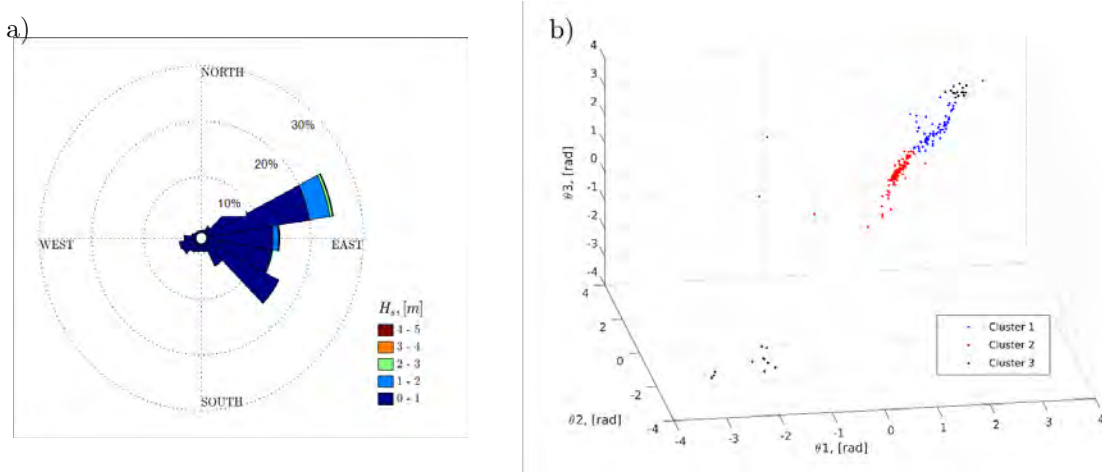 a)
NORTH
30%
20%
10%
WEST
EAST
SOUTH
H_s, [m]
4 - 5
3 - 4
2 - 3
1 - 2
0 - 1
b)
4
3
2
1
0
-1
-2
-3
-4
θ3, [rad]
4
2
0
-2
-4
θ2, [rad]
-4
-3
-2
-1
0
1
2
3
4
θ1, [rad]
Cluster 1
Cluster 2
Cluster 3